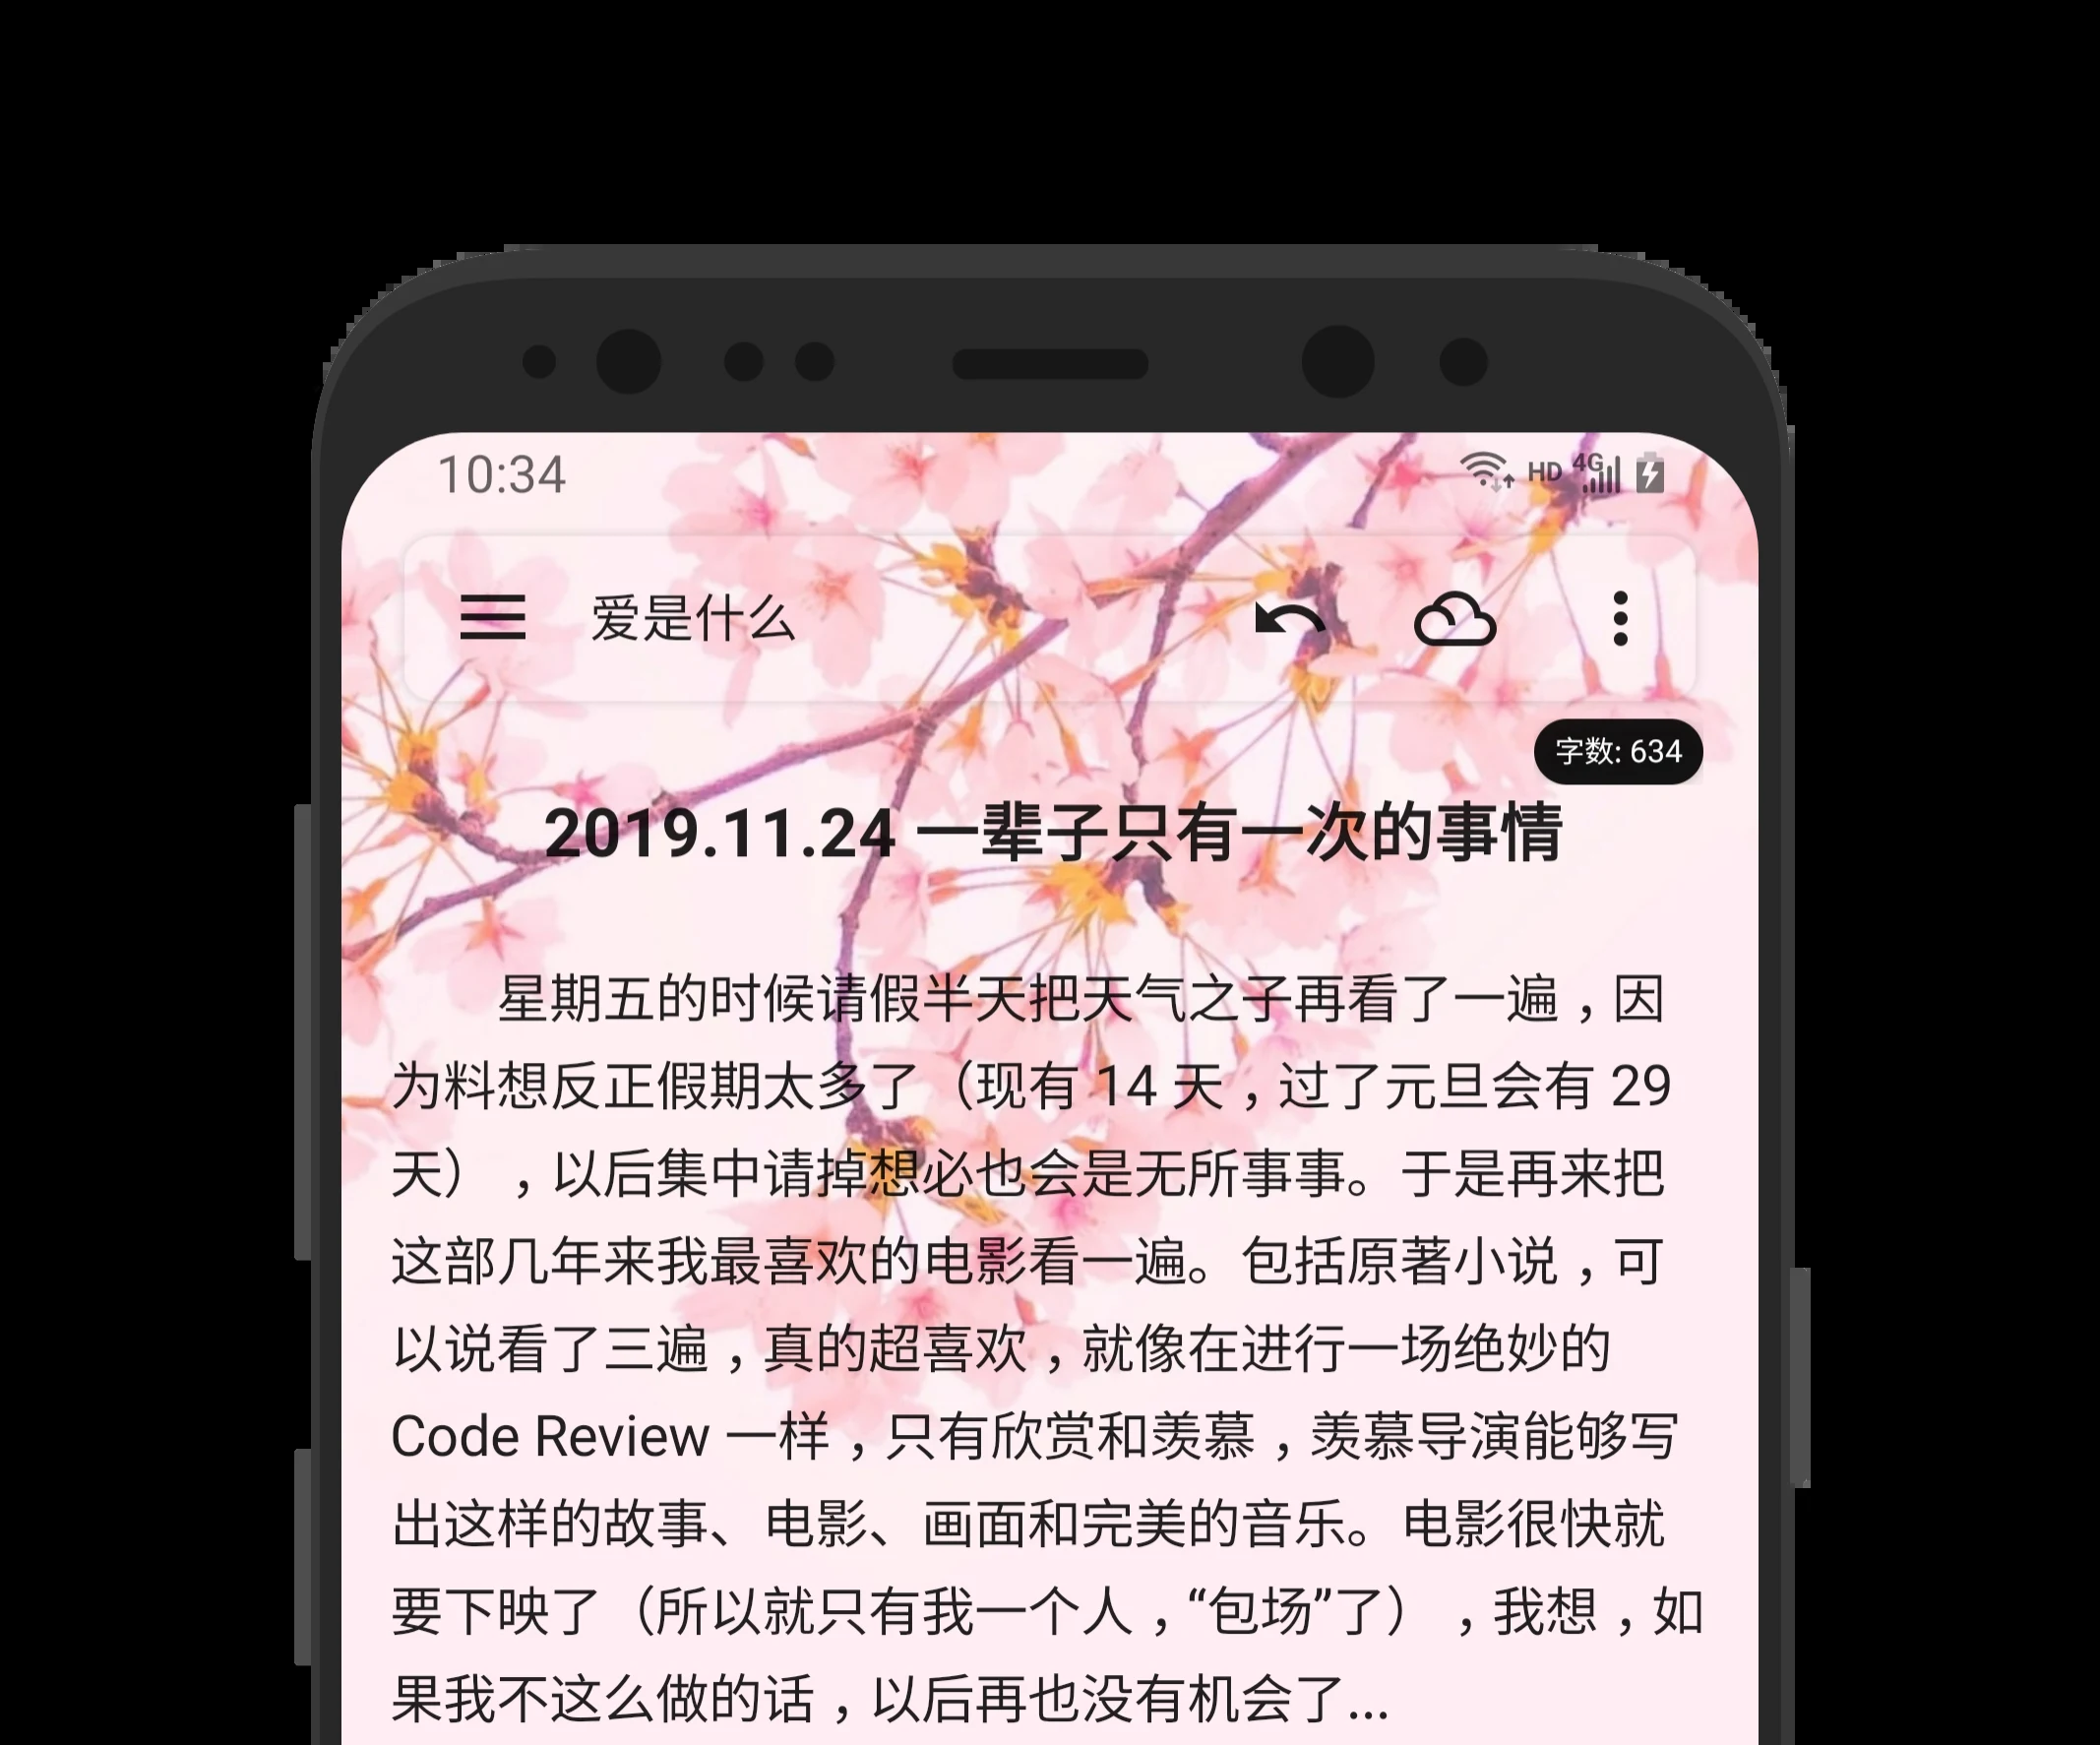 10:34 HD 4G
爱是什么
字数: 634
2019.11.24 一辈子只有一次的事情
星期五的时候请假半天把天气之子再看了一遍，因
为料想反正假期太多了（现有 14 天，过了元旦会有 29
天），以后集中请掉想必也会是无所事事。于是再来把
这部几年来我最喜欢的电影看一遍。包括原著小说，可
以说看了三遍，真的超喜欢，就像在进行一场绝妙的
Code Review 一样，只有欣赏和羡慕，羡慕导演能够写
出这样的故事、电影、画面和完美的音乐。电影很快就
要下映了（所以就只有我一个人，“包场”了），我想，如
果我不这么做的话，以后再也没有机会了...